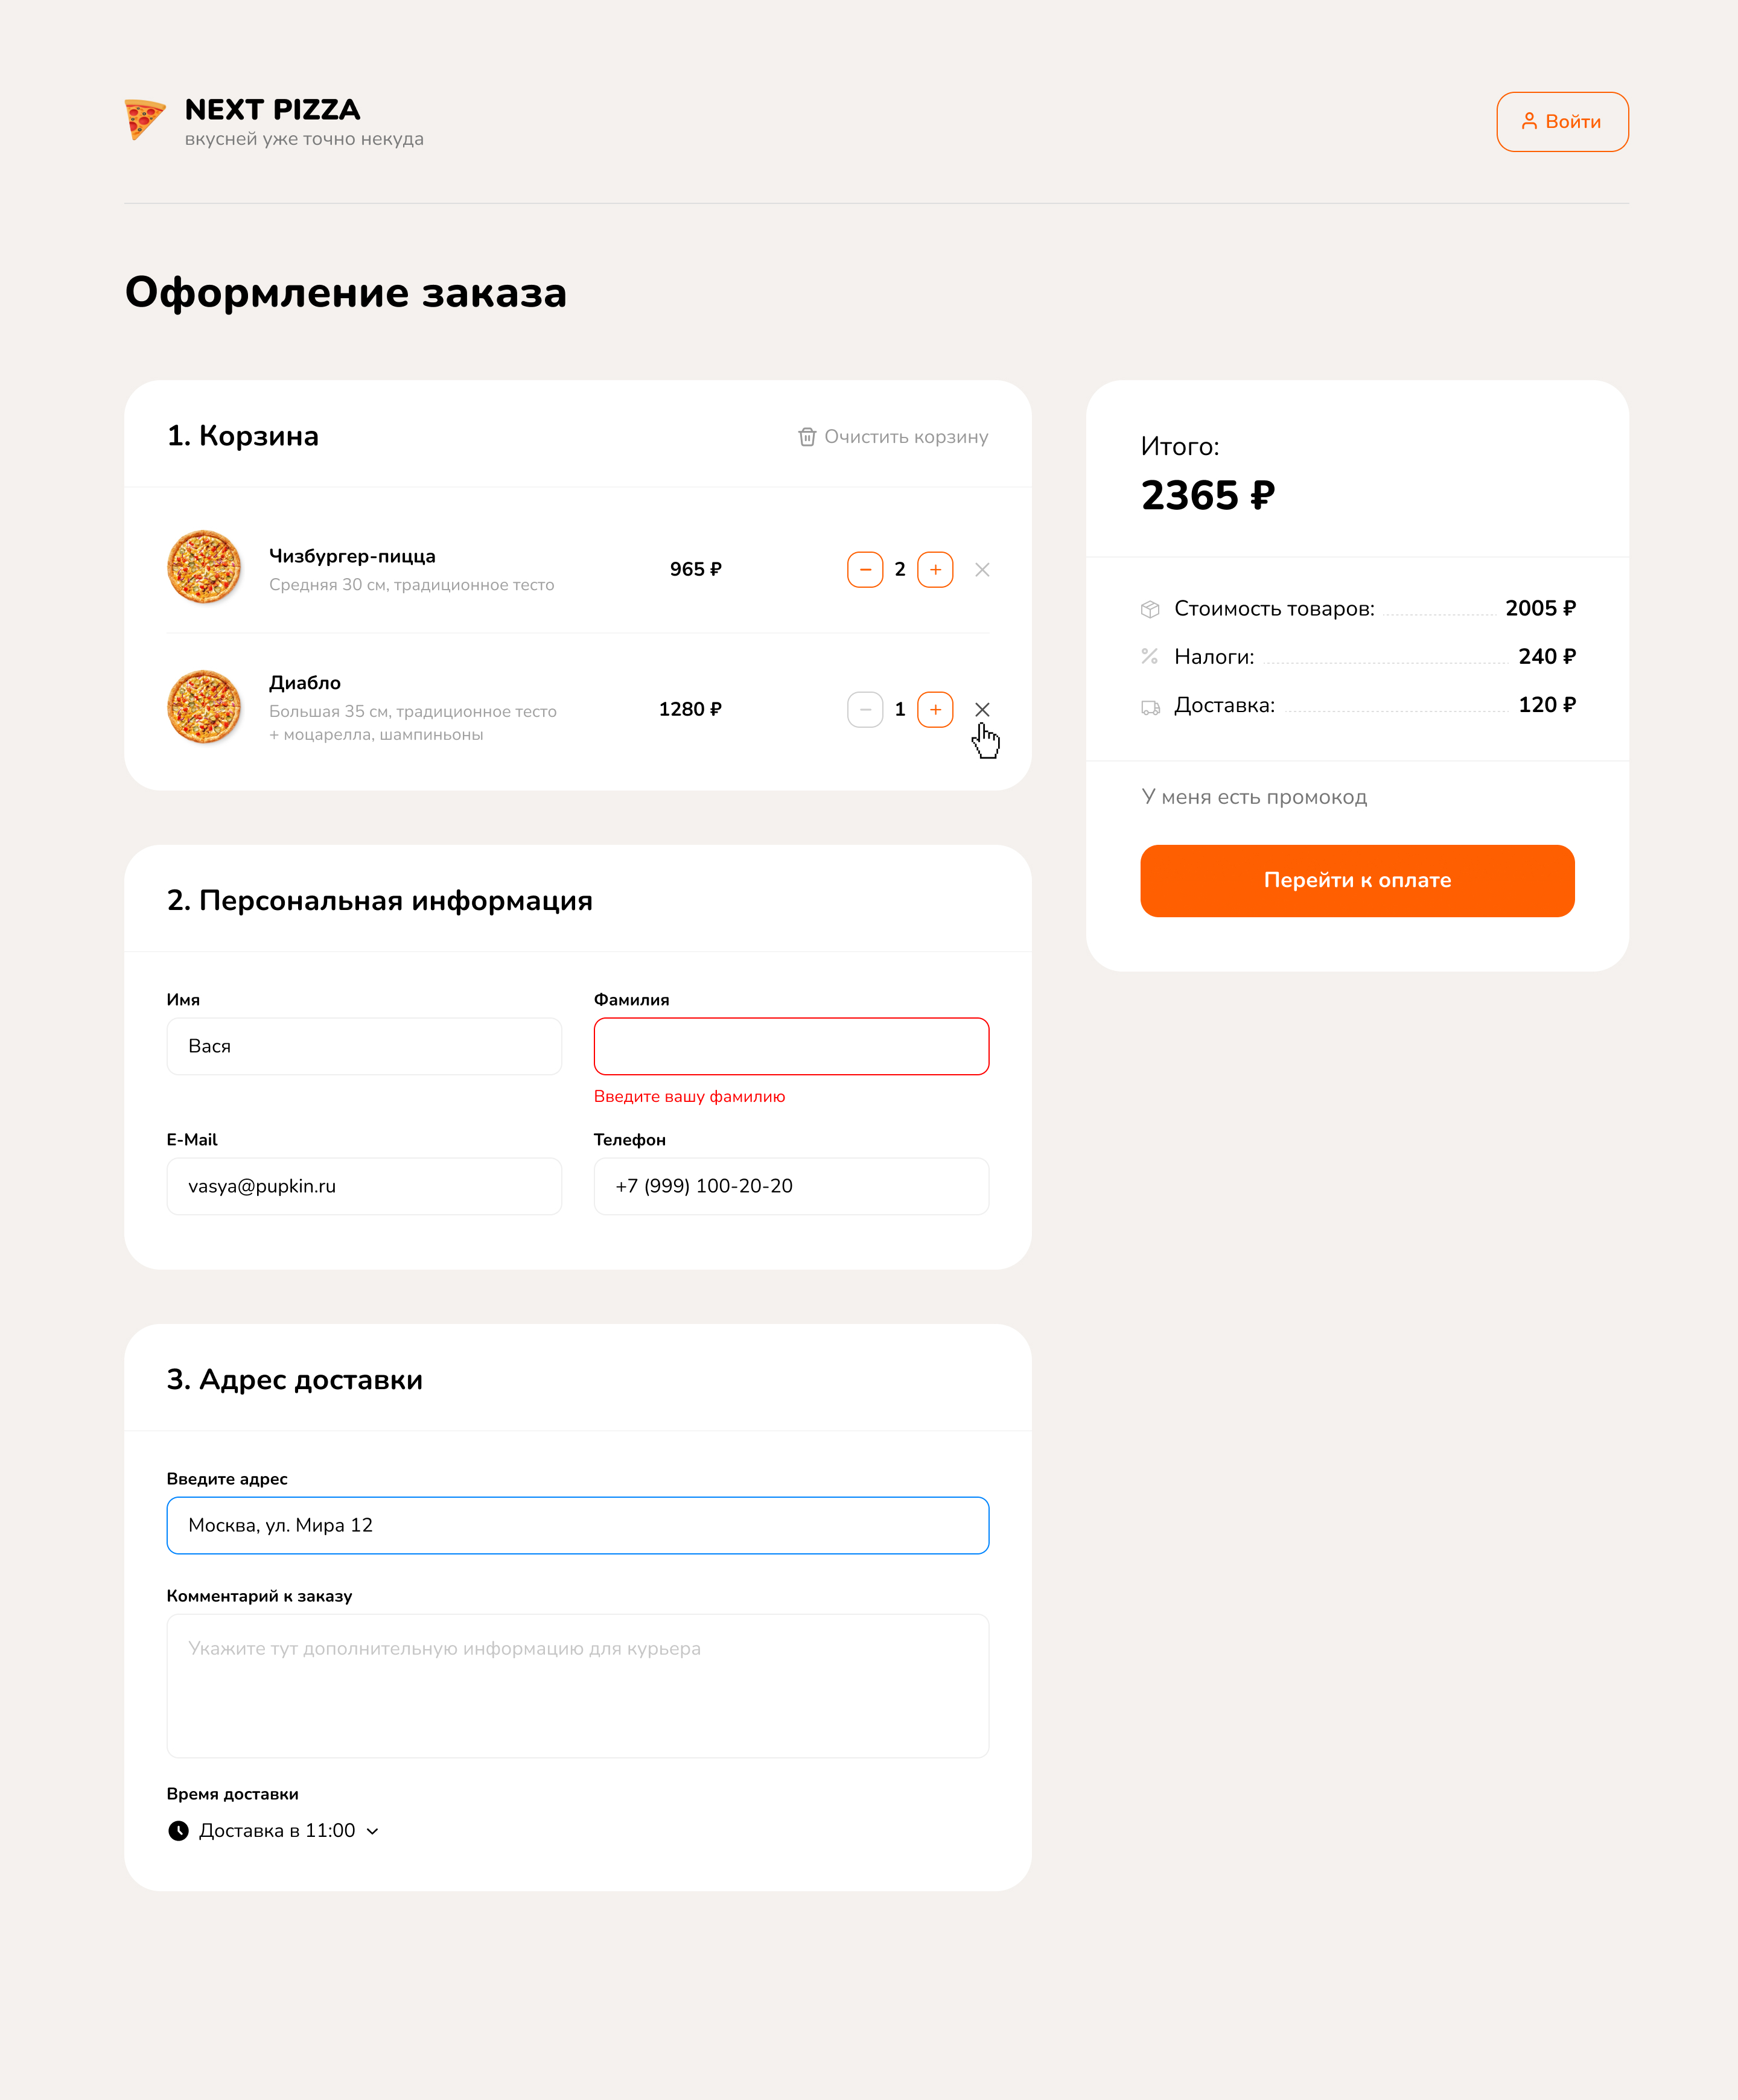 NEXT PIZZA
вкусней уже точно некуда
Войти
Оформление заказа
1. Корзина
Очистить корзину
Чизбургер-пицца
Средняя 30 см, традиционное тесто
965 ₽
2
Диабло
Большая 35 см, традиционное тесто
+ моцарелла, шампиньоны
1280 ₽
1
Итого:
2365 ₽
Стоимость товаров: 2005 ₽
Налоги: 240 ₽
Доставка: 120 ₽
У меня есть промокод
Перейти к оплате
2. Персональная информация
Имя
Вася
Фамилия
Введите вашу фамилию
E-Mail
vasya@pupkin.ru
Телефон
+7 (999) 100-20-20
3. Адрес доставки
Введите адрес
Москва, ул. Мира 12
Комментарий к заказу
Укажите тут дополнительную информацию для курьера
Время доставки
Доставка в 11:00